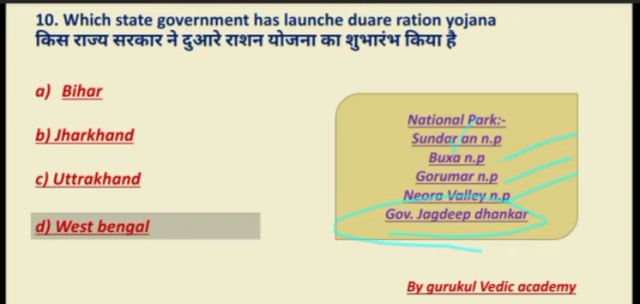 10. Which state government has launche duare ration yojana
किस राज्य सरकार ने दुआरे राशन योजना का शुभारंभ किया है
a) Bihar
b) Jharkhand
c) Uttrakhand
d) West bengal
National Park:-
Sundar an n.p
Buxa n.p
Gorumar n.p
Neora Valley n.p
Gov. Jagdeep dhankar
By gurukul Vedic academy